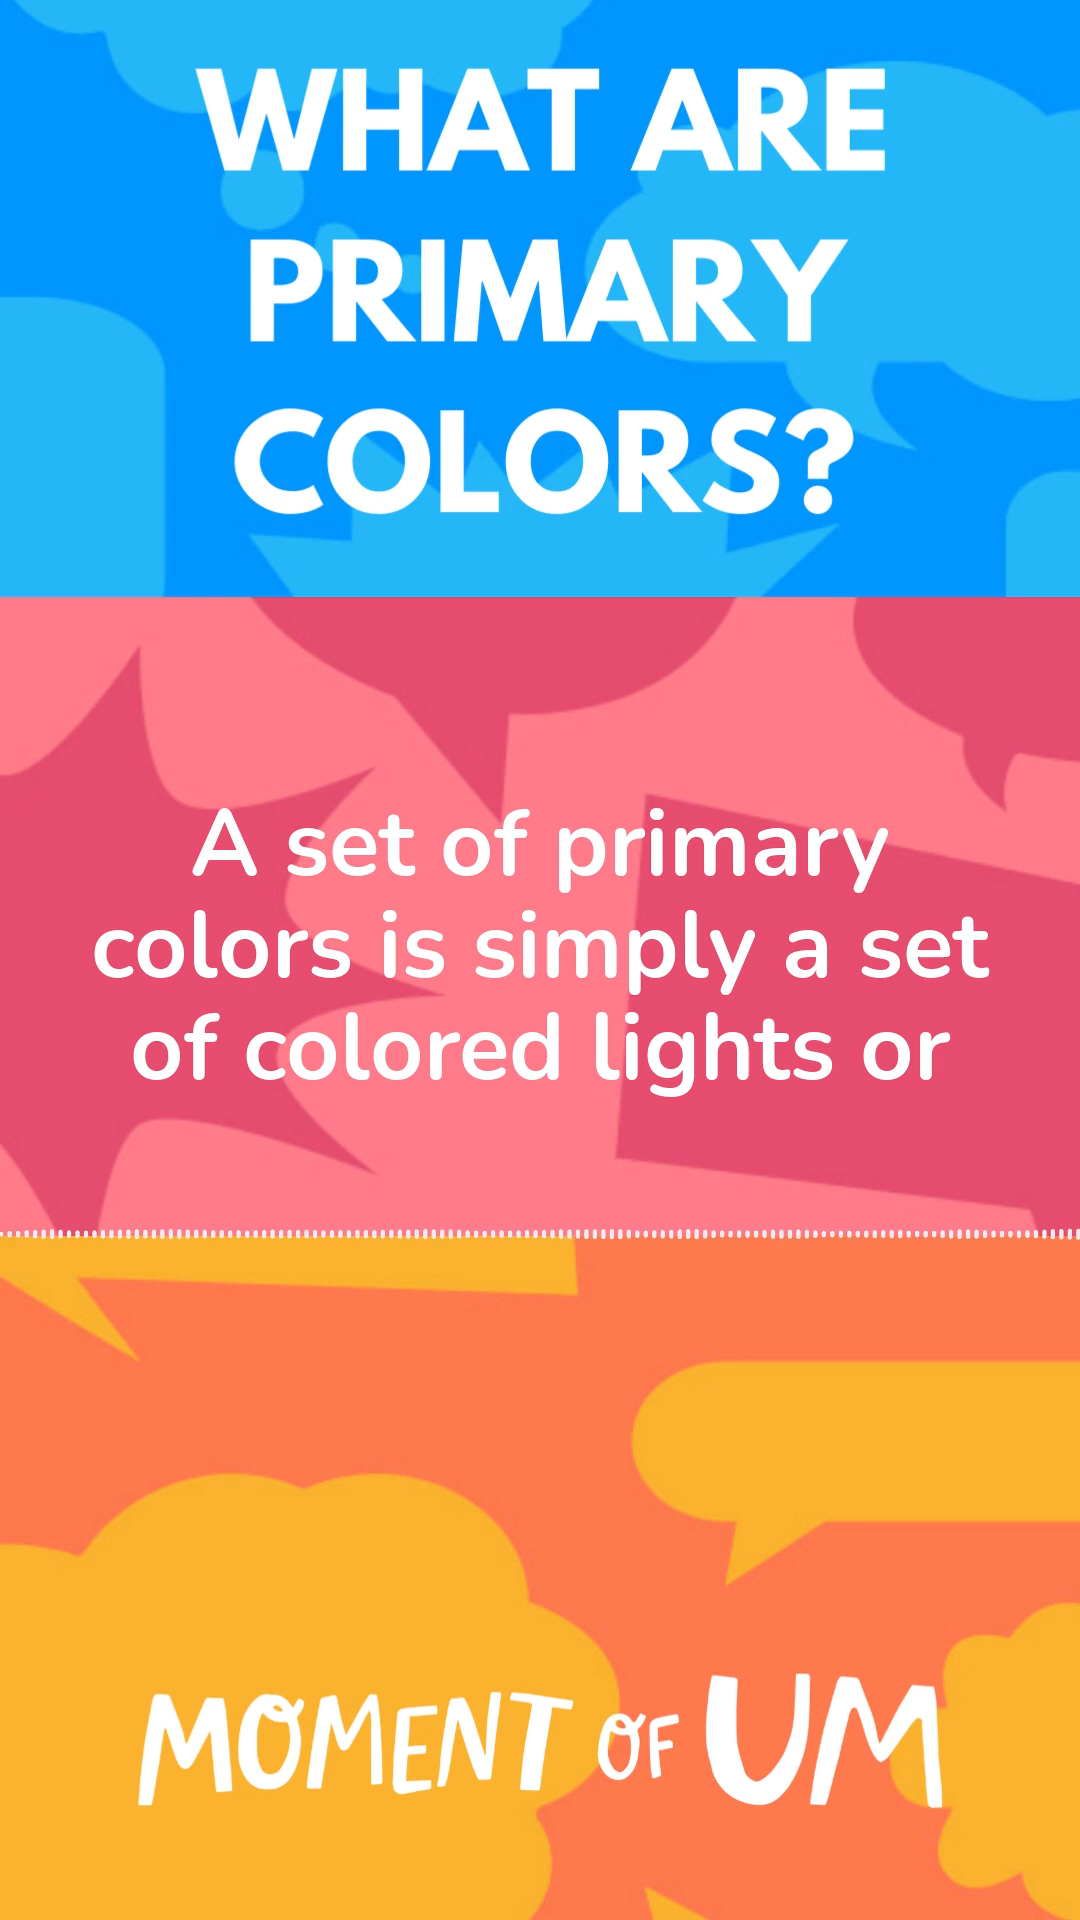 WHAT ARE
PRIMARY
COLORS?
A set of primary
colors is simply a set
of colored lights or
MOMENT OF UM